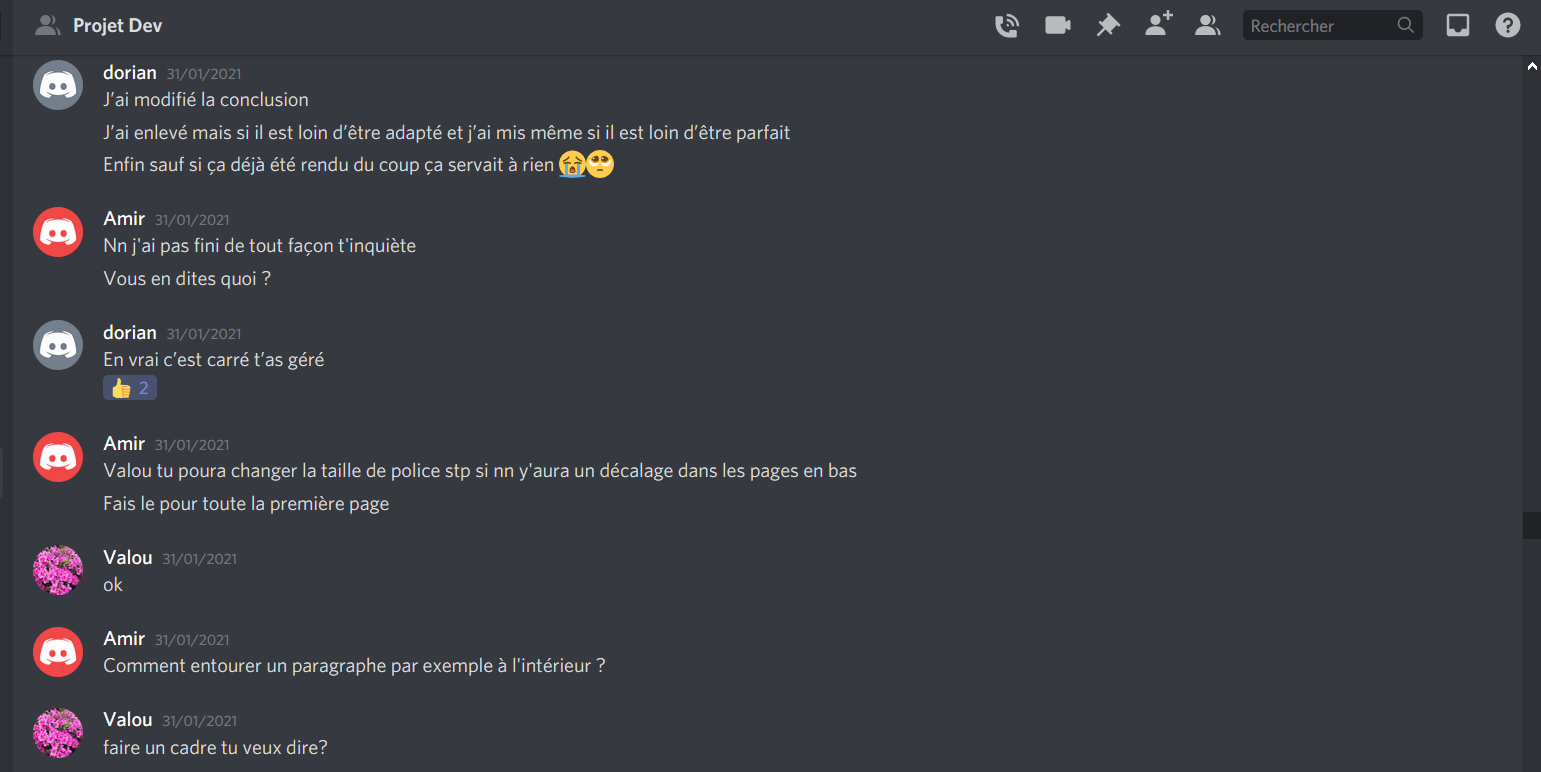 Projet Dev
Rechercher
dorian 31/01/2021
J’ai modifié la conclusion
J’ai enlevé mais si il est loin d’être adapté et j’ai mis même si il est loin d’être parfait
Enfin sauf si ça déjà été rendu du coup ça servait à rien 😭🥺
Amir 31/01/2021
Nn j'ai pas fini de tout façon t'inquiète
Vous en dites quoi ?
dorian 31/01/2021
En vrai c’est carré t’as géré
👍 2
Amir 31/01/2021
Valou tu poura changer la taille de police stp si nn y'aura un décalage dans les pages en bas
Fais le pour toute la première page
Valou 31/01/2021
ok
Amir 31/01/2021
Comment entourer un paragraphe par exemple à l'intérieur ?
Valou 31/01/2021
faire un cadre tu veux dire?